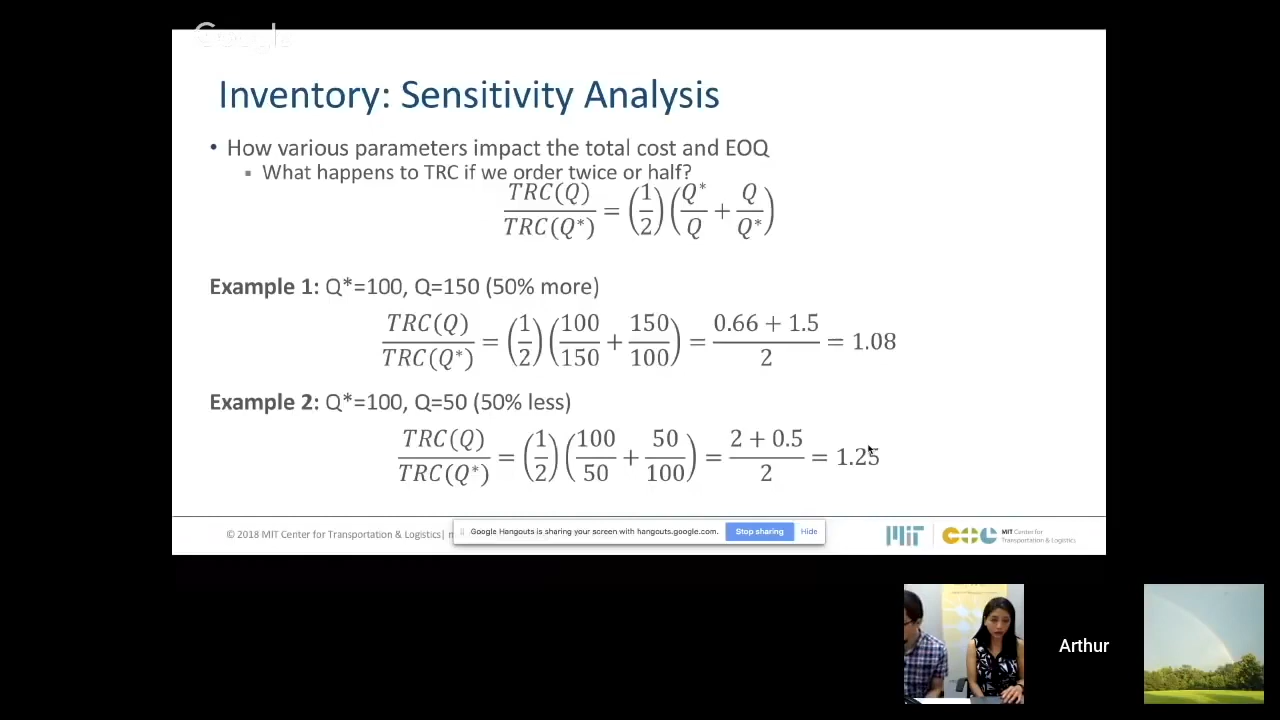 Google
Inventory: Sensitivity Analysis
• How various parameters impact the total cost and EOQ
▪ What happens to TRC if we order twice or half?
TRC(Q)/TRC(Q*) = (1/2)(Q*/Q + Q/Q*)
Example 1: Q*=100, Q=150 (50% more)
TRC(Q)/TRC(Q*) = (1/2)(100/150 + 150/100) = (0.66 + 1.5)/2 = 1.08
Example 2: Q*=100, Q=50 (50% less)
TRC(Q)/TRC(Q*) = (1/2)(100/50 + 50/100) = (2 + 0.5)/2 = 1.25
© 2018 MIT Center for Transportation & Logistics|
Google Hangouts is sharing your screen with hangouts.google.com. Stop sharing Hide
MIT
CTL MIT Center for
Transportation & Logistics
Arthur